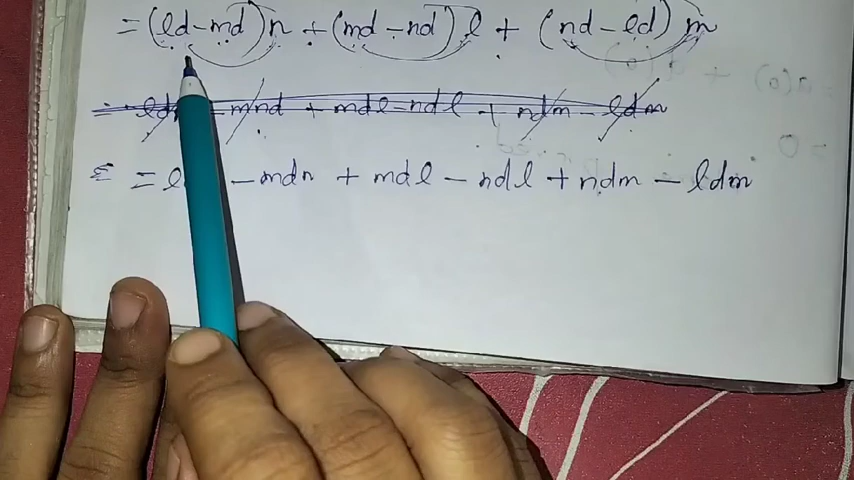 = (ld - md) n + (md - nd) l + (nd - ld) m
- mnd + mdl - ndl + ndm - ldm
= - mdn + mdl - ndl + ndm - ldm